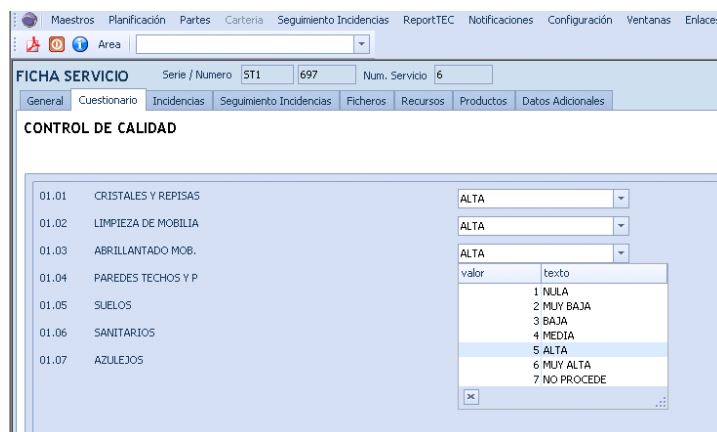 Maestros Planificación Partes Carteria Seguimiento Incidencias ReportTEC Notificaciones Configuración Ventanas Enlaces
Area
FICHA SERVICIO Serie / Numero ST1 697 Num. Servicio 6
General Cuestionario Incidencias Seguimiento Incidencias Ficheros Recursos Productos Datos Adicionales
CONTROL DE CALIDAD
01.01 CRISTALES Y REPISAS ALTA
01.02 LIMPIEZA DE MOBILIA ALTA
01.03 ABRILLANTADO MOB. ALTA
01.04 PAREDES TECHOS Y P
01.05 SUELOS
01.06 SANITARIOS
01.07 AZULEJOS
valor texto
1 NULA
2 MUY BAJA
3 BAJA
4 MEDIA
5 ALTA
6 MUY ALTA
7 NO PROCEDE